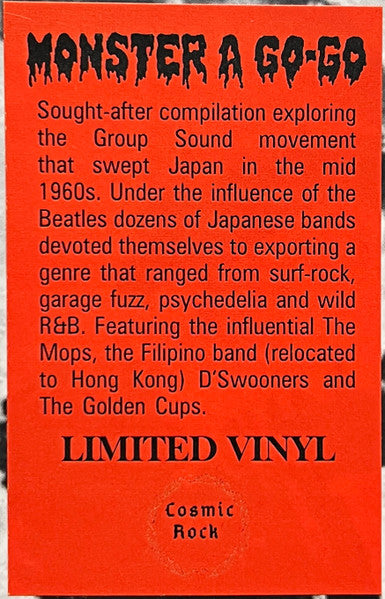 MONSTER A GO-GO
Sought-after compilation exploring
the Group Sound movement
that swept Japan in the mid
1960s. Under the influence of the
Beatles dozens of Japanese bands
devoted themselves to exporting a
genre that ranged from surf-rock,
garage fuzz, psychedelia and wild
R&B. Featuring the influential The
Mops, the Filipino band (relocated
to Hong Kong) D'Swooners and
The Golden Cups.
LIMITED VINYL
Cosmic
Rock